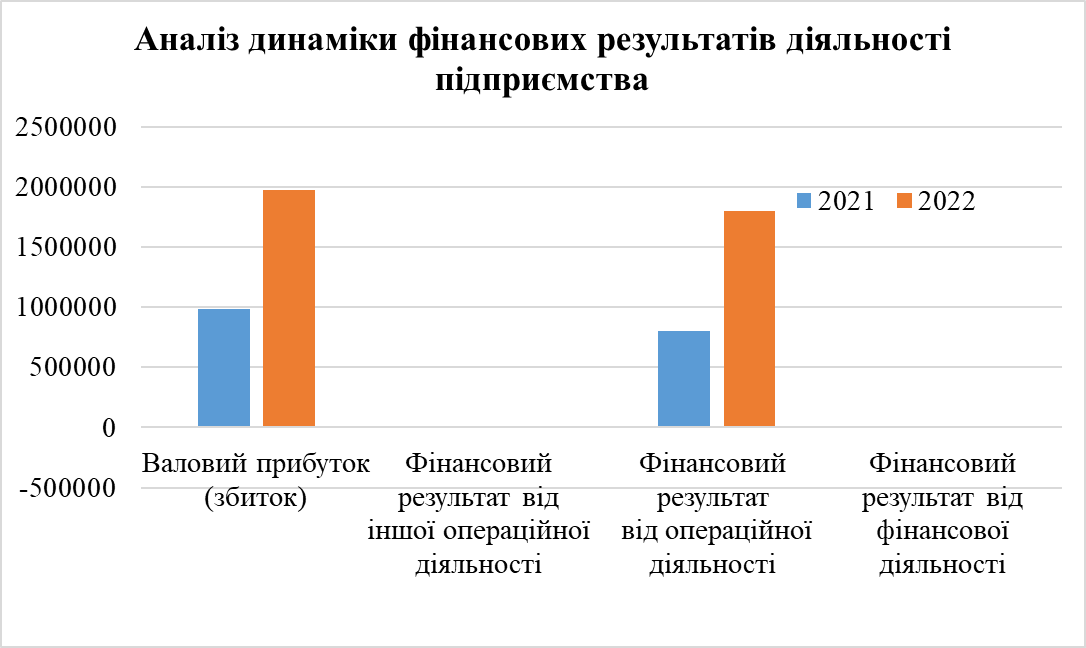 Аналіз динаміки фінансових результатів діяльності
підприємства
2500000
2000000
1500000
1000000
500000
0
-500000
2021
2022
Валовий прибуток
(збиток)
Фінансовий
результат від
іншої операційної
діяльності
Фінансовий
результат
від операційної
діяльності
Фінансовий
результат від
фінансової
діяльності